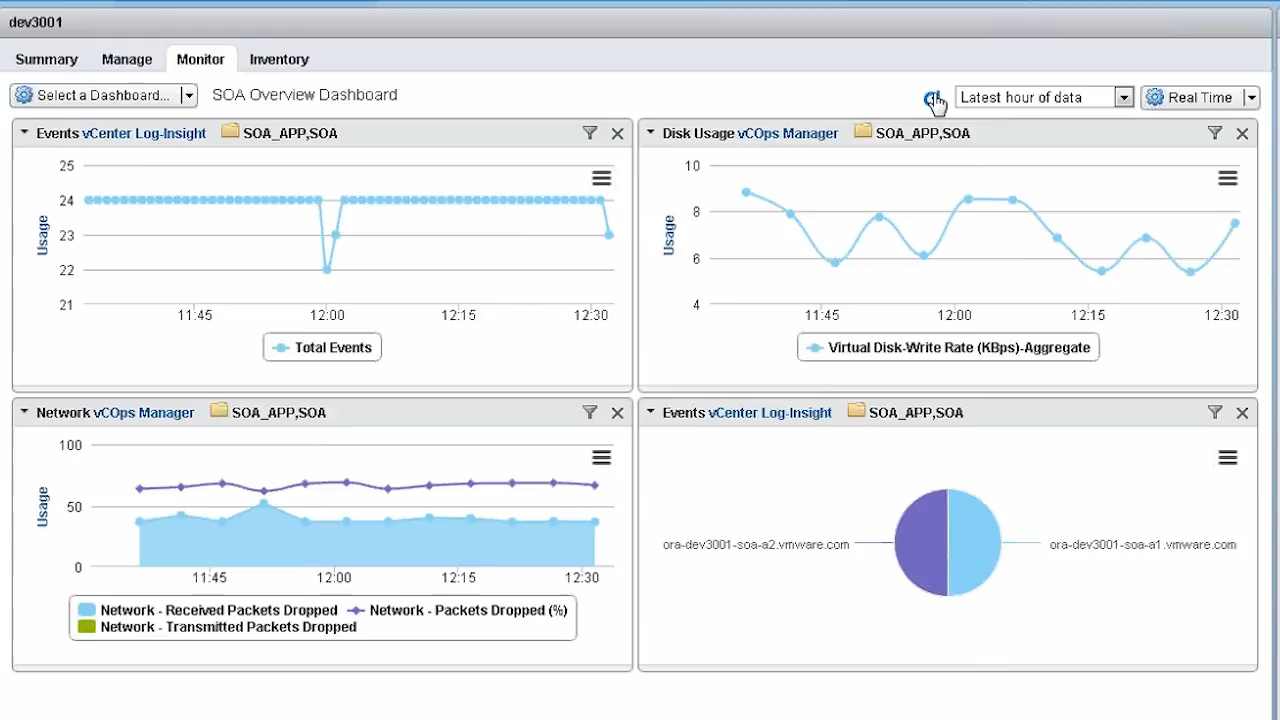 dev3001
Summary Manage Monitor Inventory
Select a Dashboard... SOA Overview Dashboard Latest hour of data Real Time
Events vCenter Log-Insight SOA_APP,SOA
25
24
23
22
21
Usage
11:45 12:00 12:15 12:30
Total Events
Disk Usage vCOps Manager SOA_APP,SOA
10
8
6
4
Usage
11:45 12:00 12:15 12:30
Virtual Disk-Write Rate (KBps)-Aggregate
Network vCOps Manager SOA_APP,SOA
100
50
0
Usage
11:45 12:00 12:15 12:30
Network - Received Packets Dropped Network - Packets Dropped (%)
Network - Transmitted Packets Dropped
Events vCenter Log-Insight SOA_APP,SOA
ora-dev3001-soa-a2.vmware.com ora-dev3001-soa-a1.vmware.com